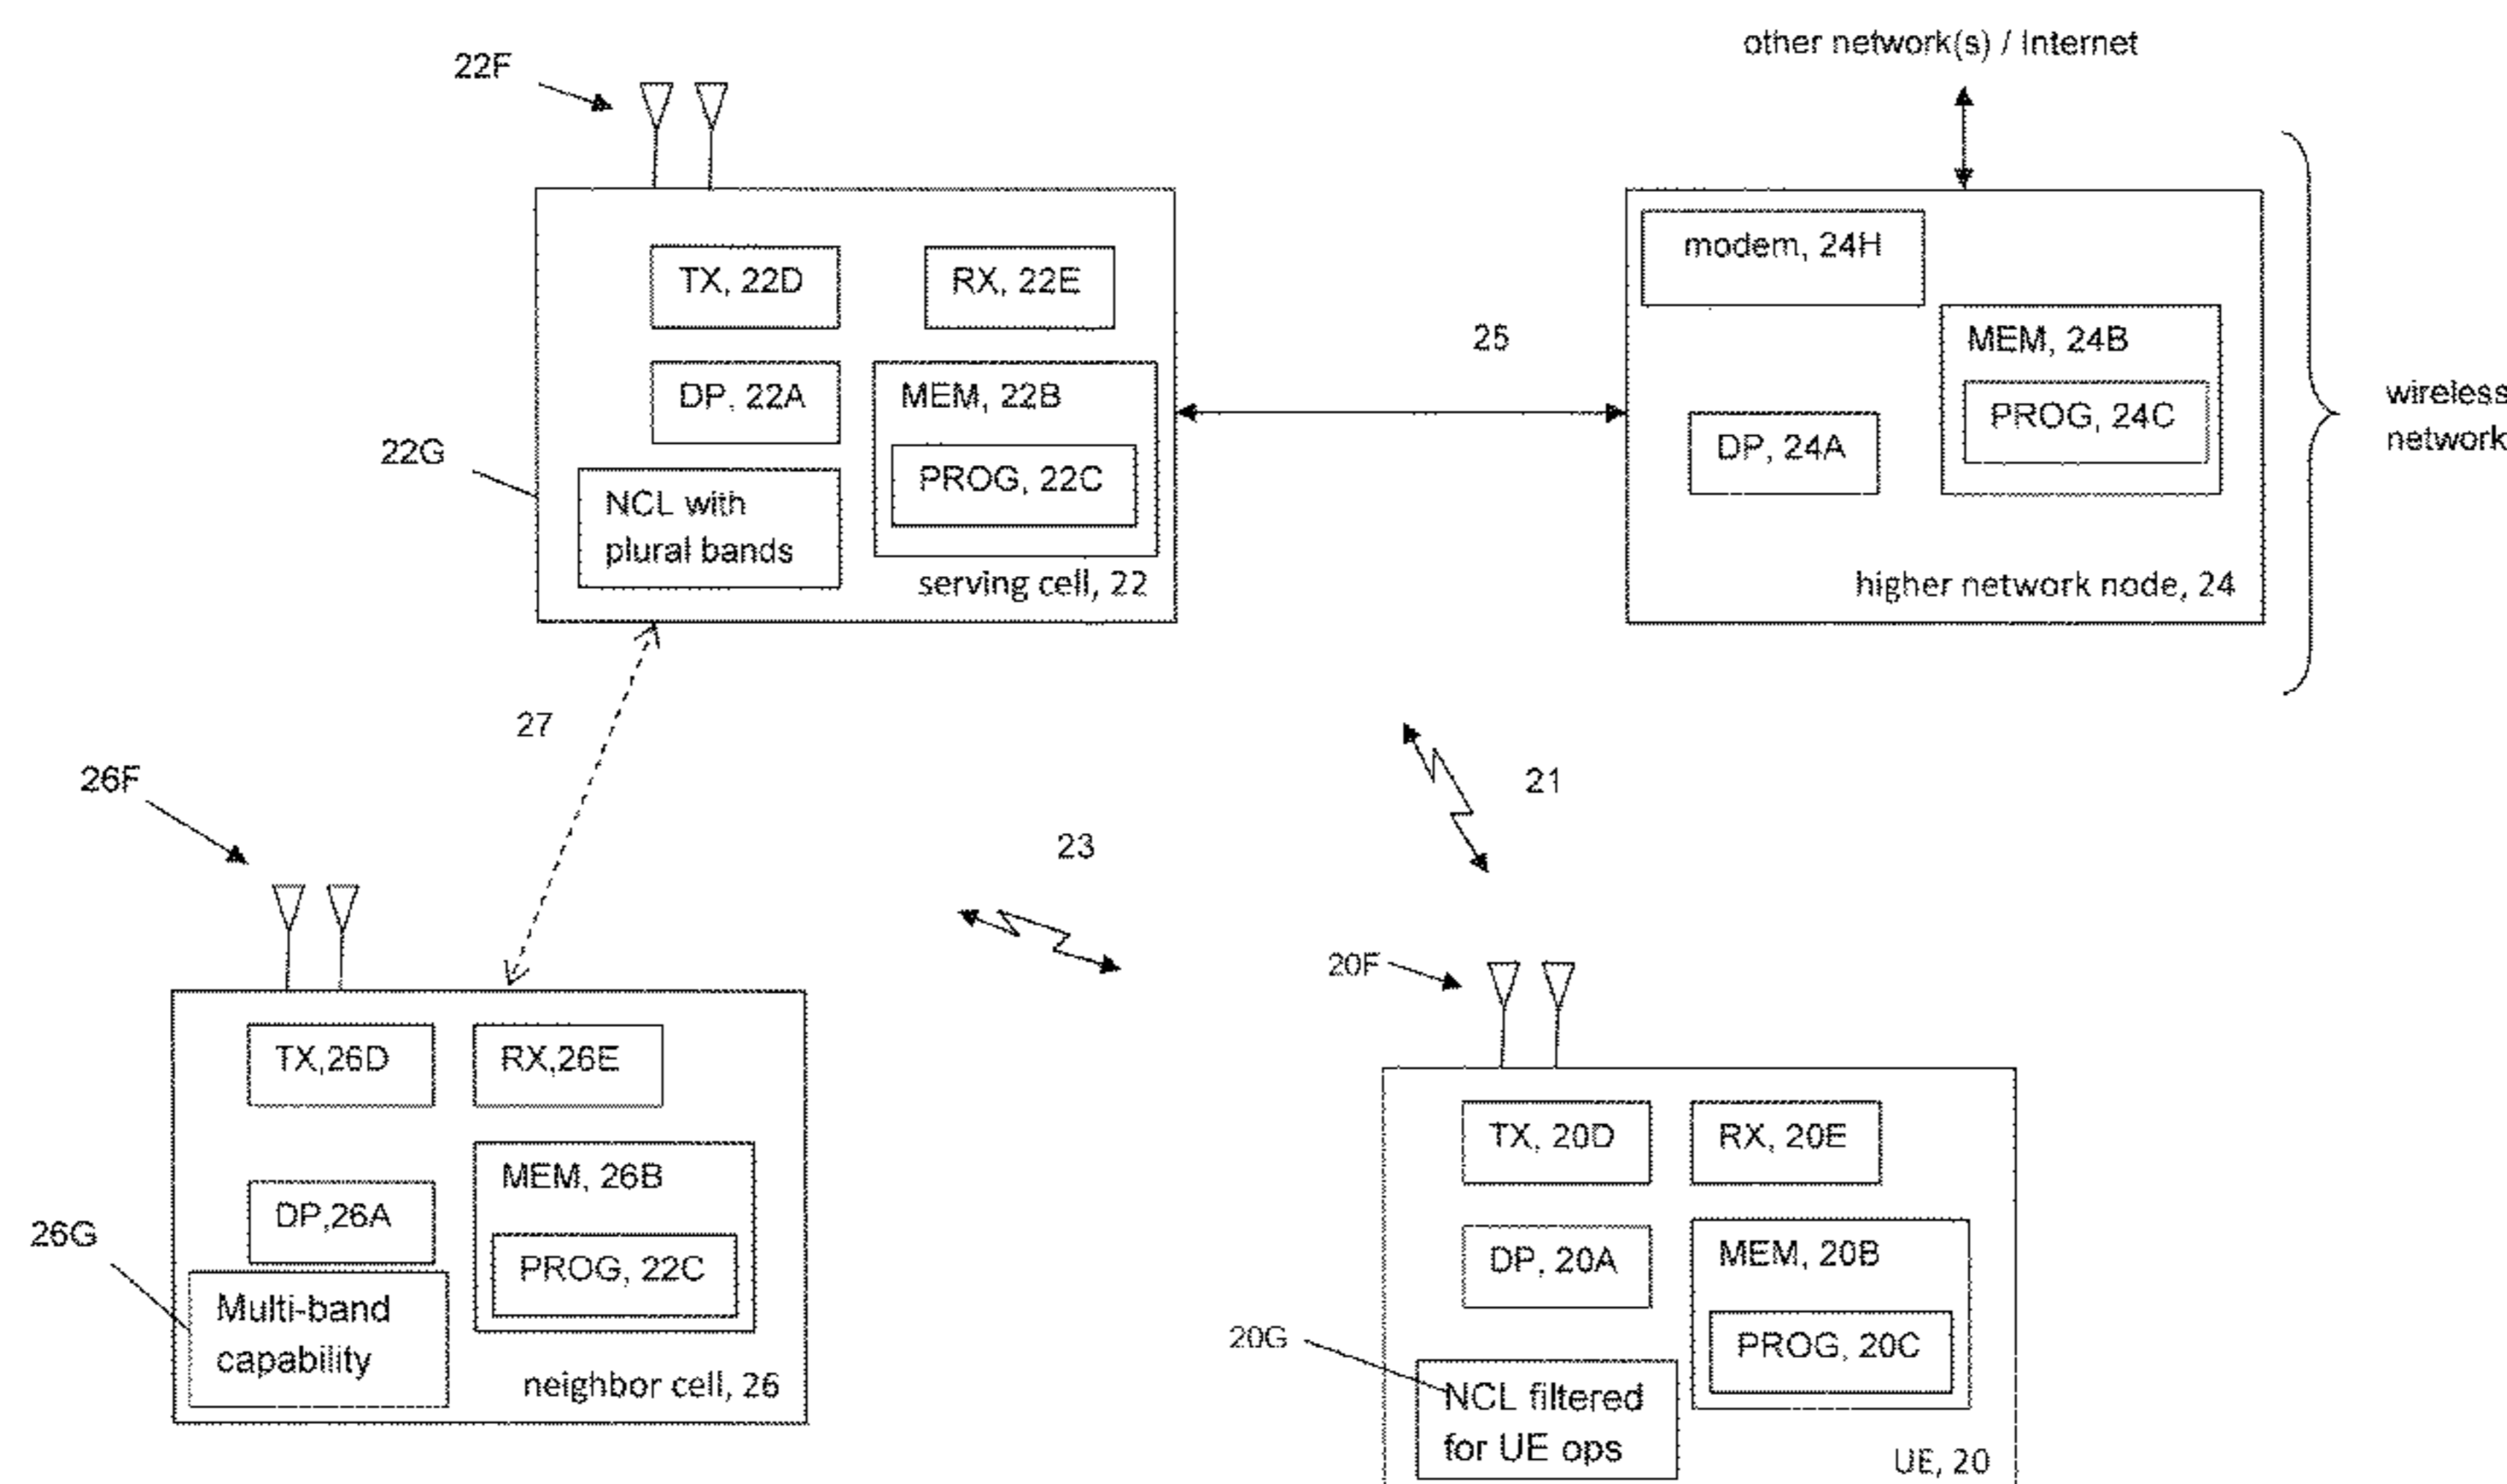 other network(s) / Internet
22F
TX, 22D
RX, 22E
DP, 22A
MEM, 22B
PROG, 22C
22G
NCL with
plural bands
serving cell, 22
25
modem, 24H
MEM, 24B
PROG, 24C
DP, 24A
higher network node, 24
wireless
network
27
21
23
26F
TX,26D
RX,26E
DP,26A
MEM, 26B
PROG, 22C
26G
Multi-band
capability
neighbor cell, 26
20F
TX, 20D
RX, 20E
DP, 20A
MEM, 20B
PROG, 20C
20G
NCL filtered
for UE ops
UE, 20